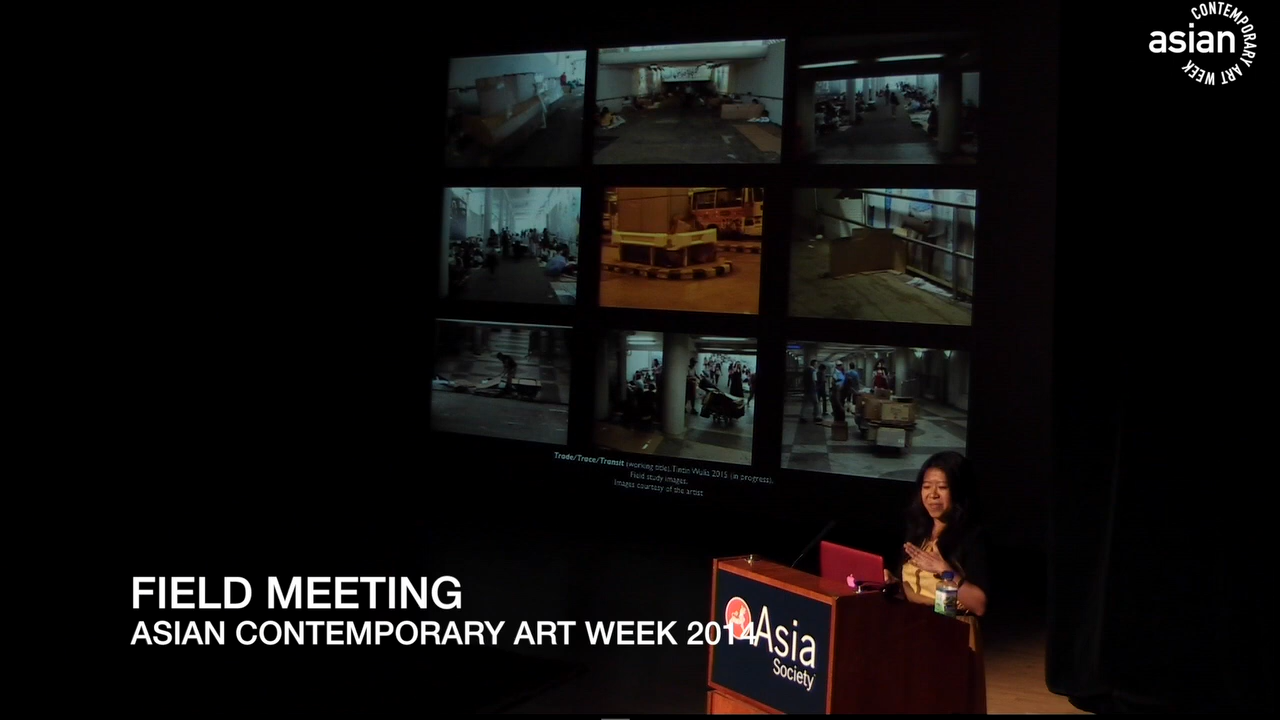 CONTEMPORARY ART WEEK
asian
Trade/Trace/Transit (working title). Tintin Wulia 2015 (in progress).
Field study images.
Images courtesy of the artist
FIELD MEETING
ASIAN CONTEMPORARY ART WEEK 2014
Asia
Society